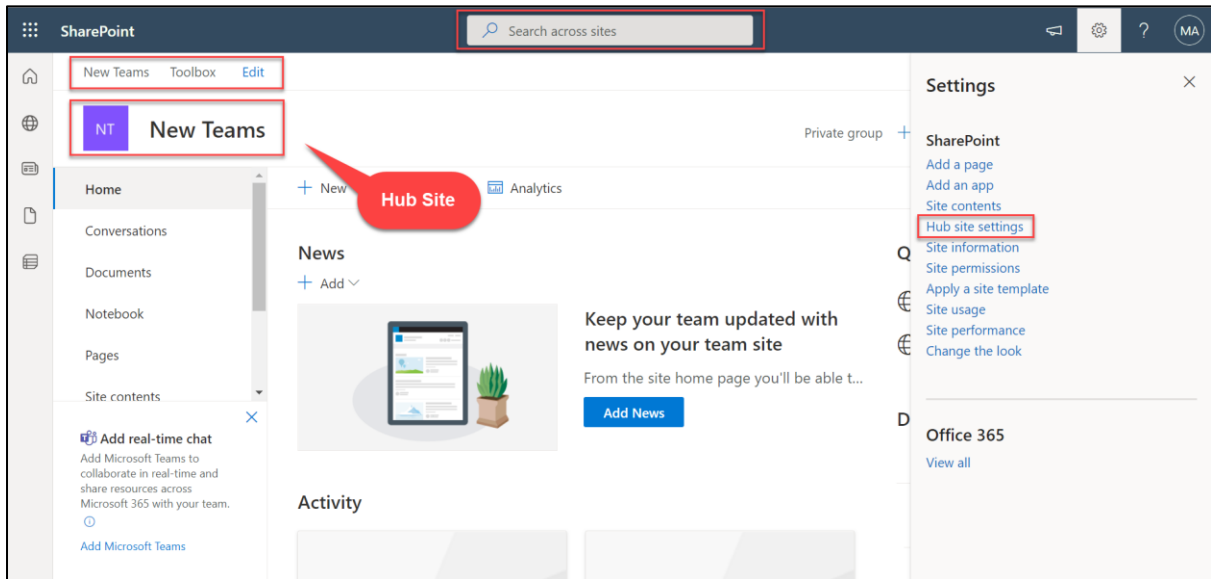 SharePoint
Search across sites
?
MA
New Teams Toolbox Edit
NT New Teams
Private group +
Hub Site
Home
Conversations
Documents
Notebook
Pages
Site contents
+ New
Analytics
News
+ Add
Keep your team updated with
news on your team site
From the site home page you'll be able t...
Add News
Activity
Q
D
Add real-time chat
Add Microsoft Teams to
collaborate in real-time and
share resources across
Microsoft 365 with your team.
Add Microsoft Teams
Settings
SharePoint
Add a page
Add an app
Site contents
Hub site settings
Site information
Site permissions
Apply a site template
Site usage
Site performance
Change the look
Office 365
View all